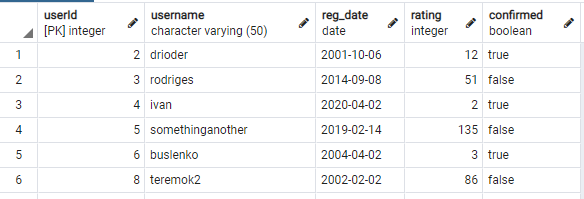 userId username reg_date rating confirmed
[PK] integer character varying (50) date integer boolean
1 2 drioder 2001-10-06 12 true
2 3 rodriges 2014-09-08 51 false
3 4 ivan 2020-04-02 2 true
4 5 somethinganother 2019-02-14 135 false
5 6 buslenko 2004-04-02 3 true
6 8 teremok2 2002-02-02 86 false